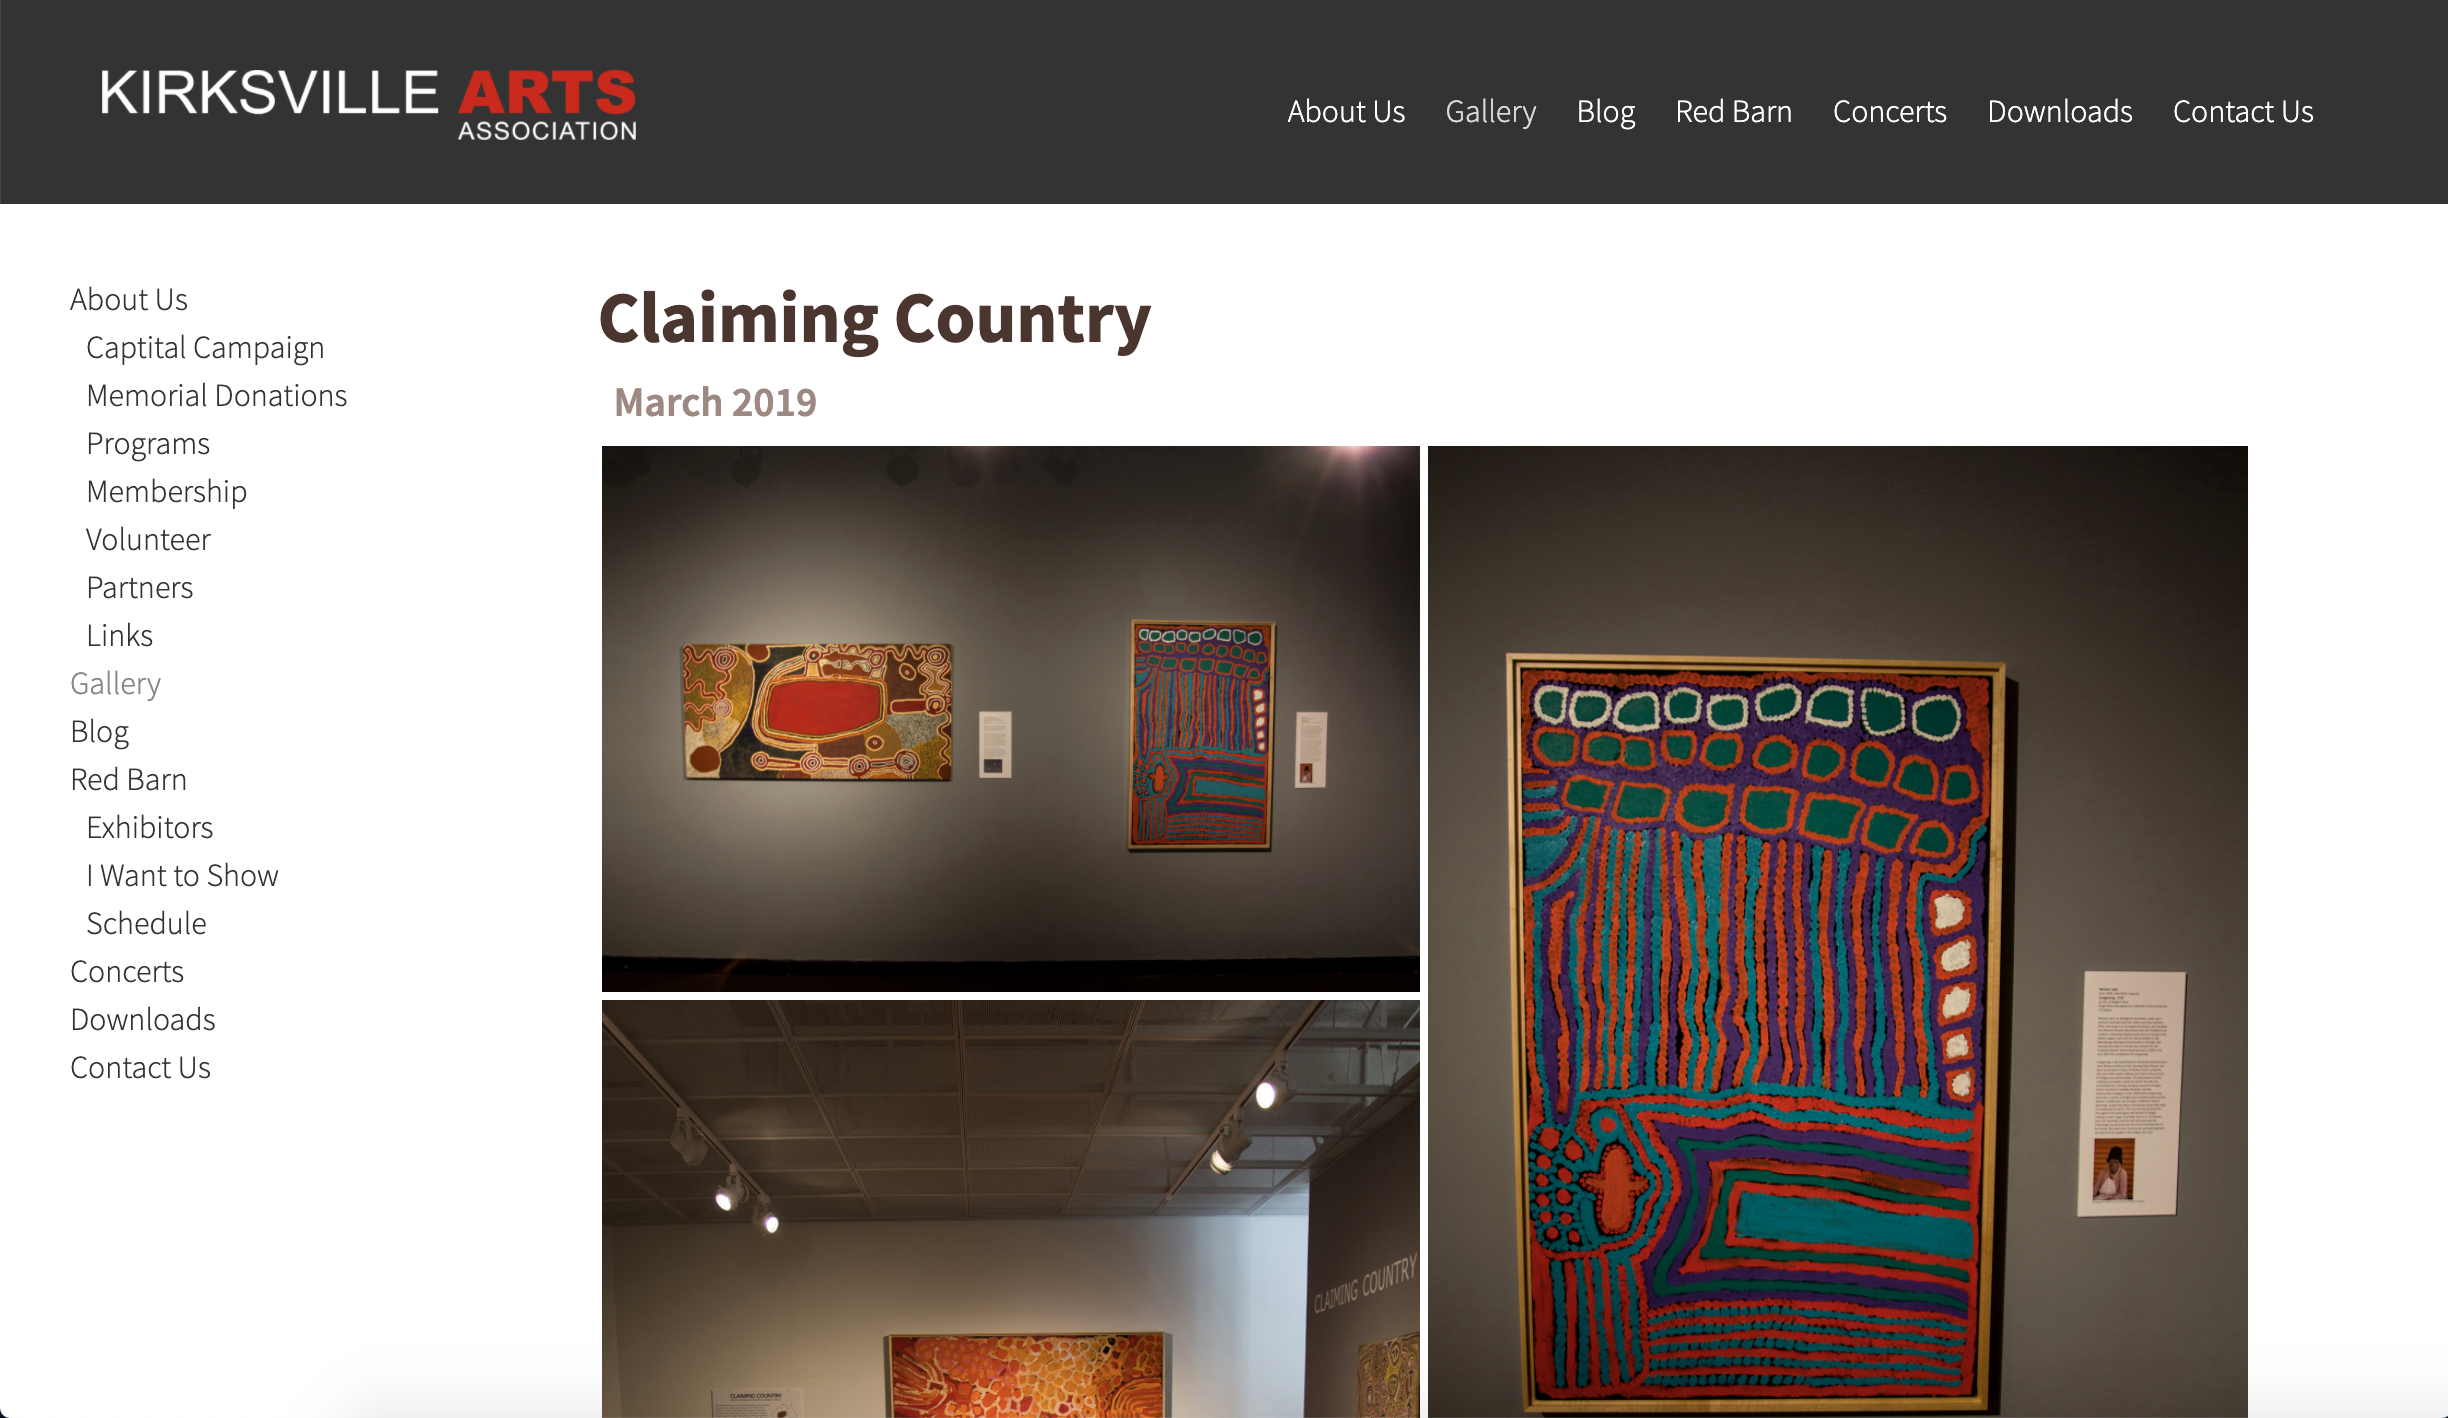 KIRKSVILLE ARTS
ASSOCIATION
About Us Gallery Blog Red Barn Concerts Downloads Contact Us
About Us
Captital Campaign
Memorial Donations
Programs
Membership
Volunteer
Partners
Links
Gallery
Blog
Red Barn
Exhibitors
I Want to Show
Schedule
Concerts
Downloads
Contact Us
Claiming Country
March 2019
CLAIMING COUNTRY
CLAIMING COUNTRY